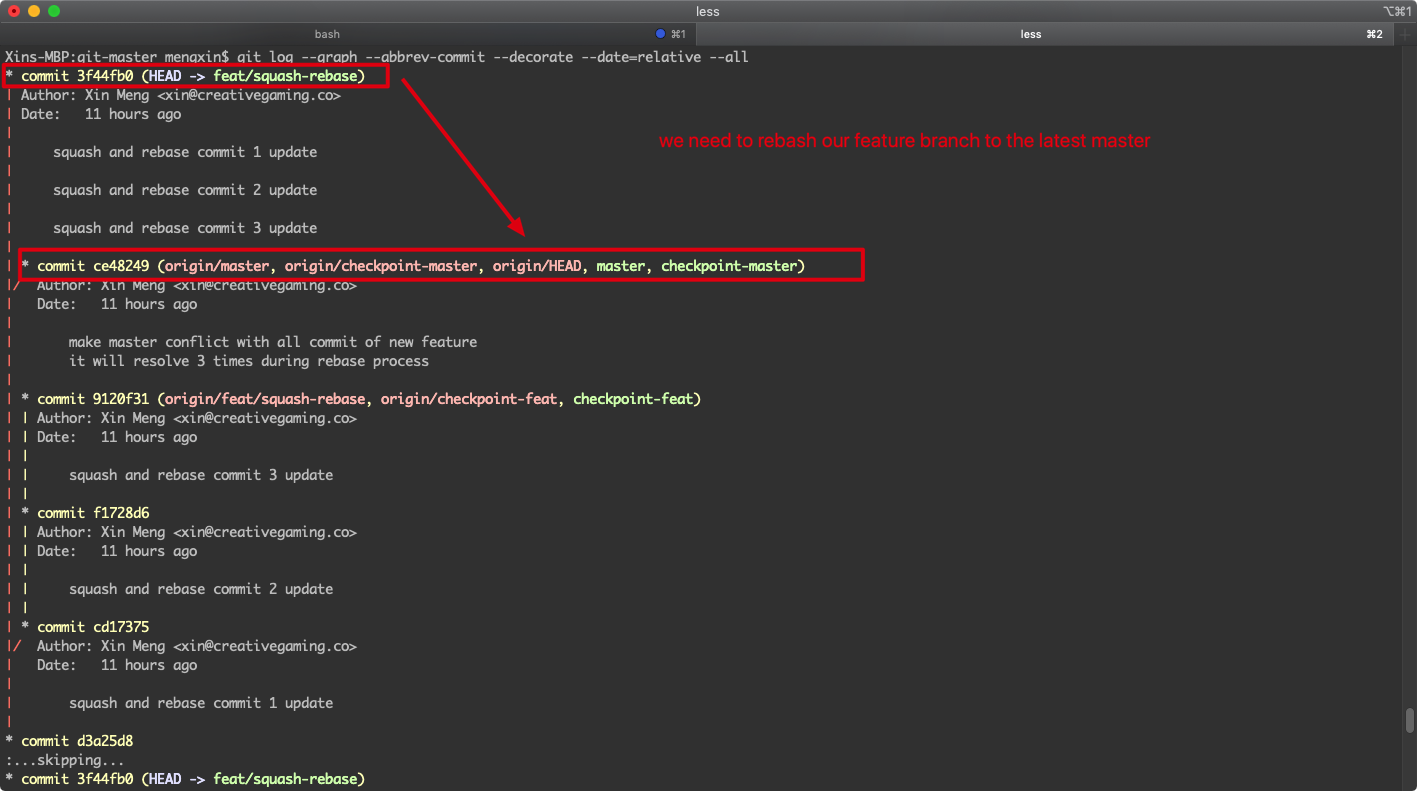 less
⌥⌘1
bash
⌘1
less
⌘2
Xins-MBP:git-master mengxin$ git log --graph --abbrev-commit --decorate --date=relative --all
* commit 3f44fb0 (HEAD -> feat/squash-rebase)
| Author: Xin Meng <xin@creativegaming.co>
| Date:   11 hours ago
|
we need to rebash our feature branch to the latest master
|     squash and rebase commit 1 update
|
|     squash and rebase commit 2 update
|
|     squash and rebase commit 3 update
|
| * commit ce48249 (origin/master, origin/checkpoint-master, origin/HEAD, master, checkpoint-master)
|/  Author: Xin Meng <xin@creativegaming.co>
|   Date:   11 hours ago
|
|       make master conflict with all commit of new feature
|       it will resolve 3 times during rebase process
|
| * commit 9120f31 (origin/feat/squash-rebase, origin/checkpoint-feat, checkpoint-feat)
| | Author: Xin Meng <xin@creativegaming.co>
| | Date:   11 hours ago
| |
| |     squash and rebase commit 3 update
| |
| * commit f1728d6
| | Author: Xin Meng <xin@creativegaming.co>
| | Date:   11 hours ago
| |
| |     squash and rebase commit 2 update
| |
| * commit cd17375
|/  Author: Xin Meng <xin@creativegaming.co>
|   Date:   11 hours ago
|
|       squash and rebase commit 1 update
|
* commit d3a25d8
:...skipping...
* commit 3f44fb0 (HEAD -> feat/squash-rebase)